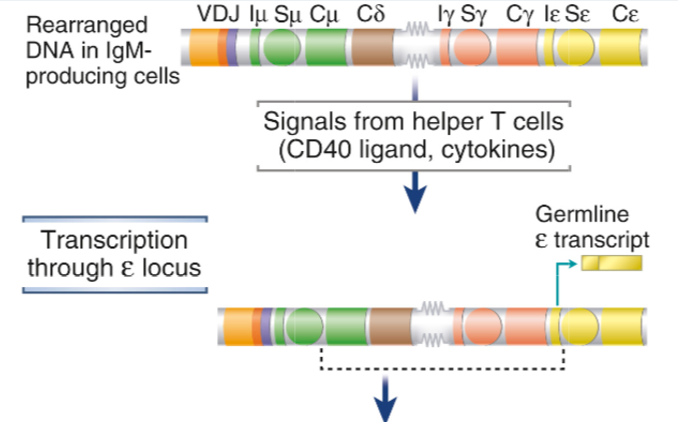 VDJ Iμ Sμ Cμ Cδ Iγ Sγ Cγ Iε Sε Cε
Rearranged
DNA in IgM-
producing cells
Signals from helper T cells
(CD40 ligand, cytokines)
Germline
ε transcript
Transcription
through ε locus